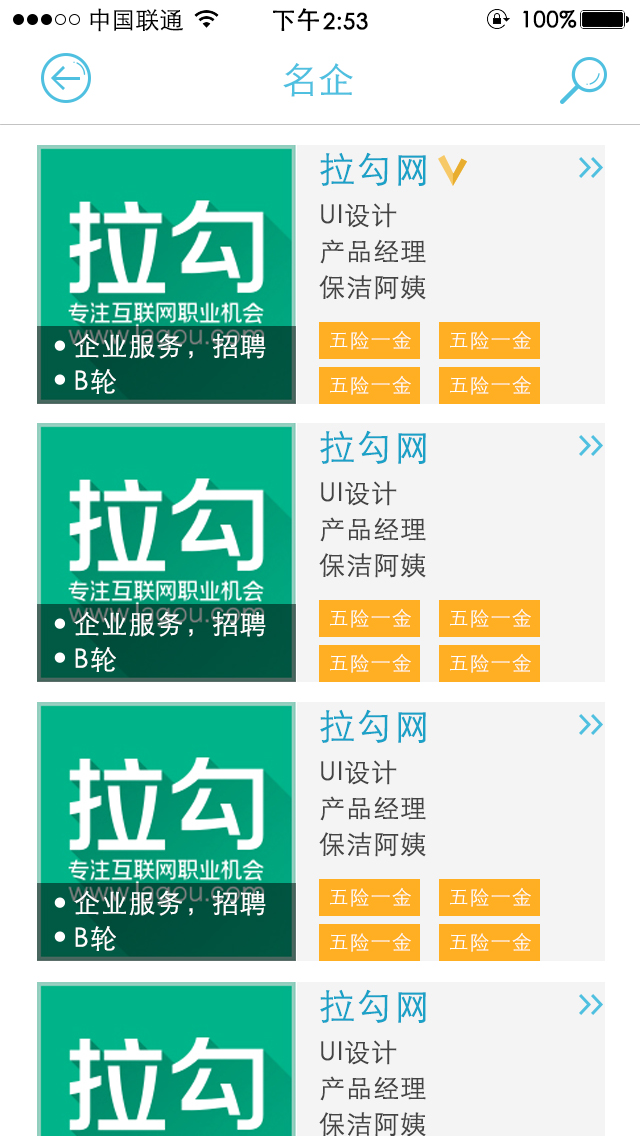 中国联通 下午2:53 100%
名企
拉勾
专注互联网职业机会
www.lagou.com
• 企业服务，招聘
• B轮
拉勾网
UI设计
产品经理
保洁阿姨
五险一金 五险一金
五险一金 五险一金
拉勾
专注互联网职业机会
www.lagou.com
• 企业服务，招聘
• B轮
拉勾网
UI设计
产品经理
保洁阿姨
五险一金 五险一金
五险一金 五险一金
拉勾
专注互联网职业机会
www.lagou.com
• 企业服务，招聘
• B轮
拉勾网
UI设计
产品经理
保洁阿姨
五险一金 五险一金
五险一金 五险一金
拉勾
拉勾网
UI设计
产品经理
保洁阿姨